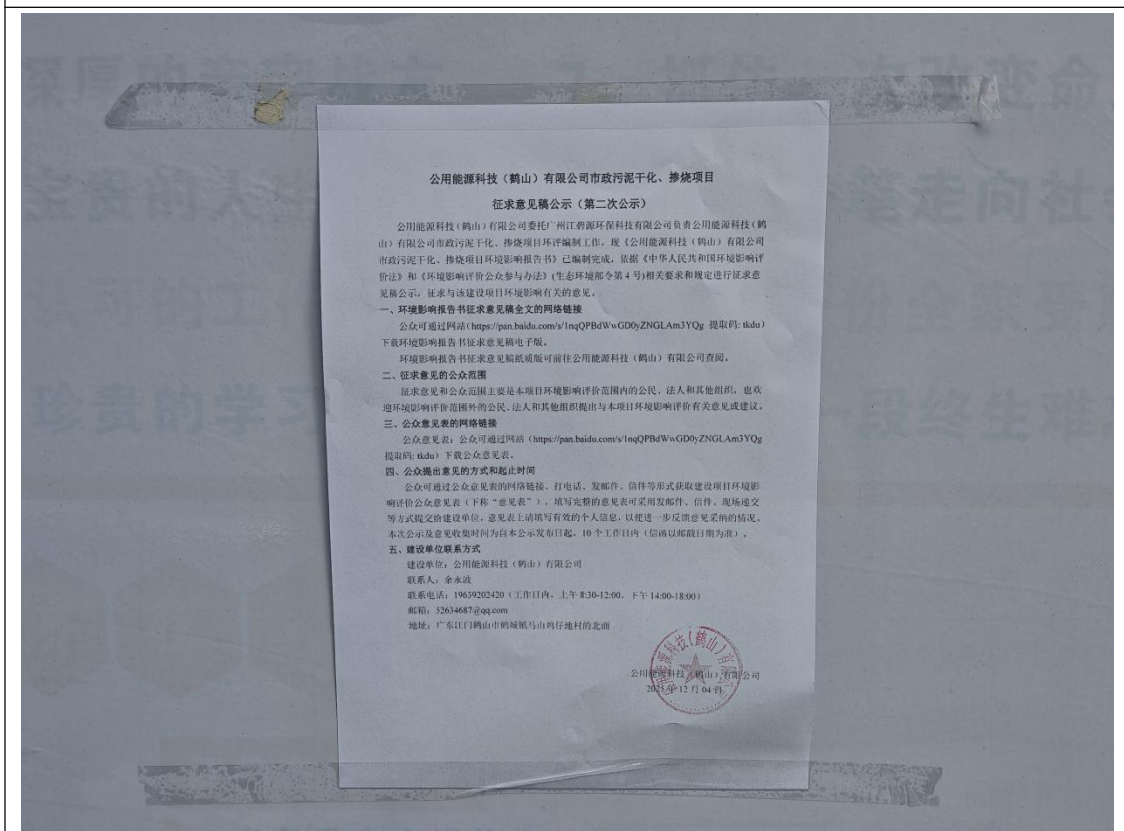 深厚的
变命
走向社
珍贵的学习
段终生难
公用能源科技（鹤山）有限公司市政污泥干化、掺烧项目
征求意见稿公示（第二次公示）
公用能源科技（鹤山）有限公司委托广州江碧源环保科技有限公司负责公用能源科技（鹤
山）有限公司市政污泥干化、掺烧项目环评编制工作，现《公用能源科技（鹤山）有限公司
市政污泥干化、掺烧项目环境影响报告书》已编制完成，依据《中华人民共和国环境影响评
价法》和《环境影响评价公众参与办法》(生态环境部令第 4 号)相关要求和规定进行征求意
见稿公示，征求与该建设项目环境影响有关的意见。
一、环境影响报告书征求意见稿全文的网络链接
公众可通过网站（https://pan.baidu.com/s/1nqQPBdWwGD0yZNGLAm3YQg 提取码: tkdu）
下载环境影响报告书征求意见稿电子版。
环境影响报告书征求意见稿纸质版可前往公用能源科技（鹤山）有限公司查阅。
二、征求意见的公众范围
征求意见和公众范围主要是本项目环境影响评价范围内的公民、法人和其他组织，也欢
迎环境影响评价范围外的公民、法人和其他组织提出与本项目环境影响评价有关意见或建议。
三、公众意见表的网络链接
公众意见表：公众可通过网站（https://pan.baidu.com/s/1nqQPBdWwGD0yZNGLAm3YQg
提取码: tkdu）下载公众意见表。
四、公众提出意见的方式和起止时间
公众可通过公众意见表的网络链接、打电话、发邮件、信件等形式获取建设项目环境影
响评价公众意见表（下称“意见表”），填写完整的意见表可采用发邮件、信件、现场递交
等方式提交给建设单位，意见表上请填写有效的个人信息，以便进一步反馈意见采纳的情况。
本次公示及意见收集时间为自本公示发布日起，10 个工作日内（信函以邮戳日期为准）。
五、建设单位联系方式
建设单位：公用能源科技（鹤山）有限公司
联系人：余永波
联系电话：19639202420（工作日内，上午 8:30-12:00，下午 14:00-18:00）
邮箱：52634687@qq.com
地址：广东江门鹤山市鹤城镇马山鸡仔地村的北面
公用能源科技（鹤山）有限公司
2025 年 12 月 04 日